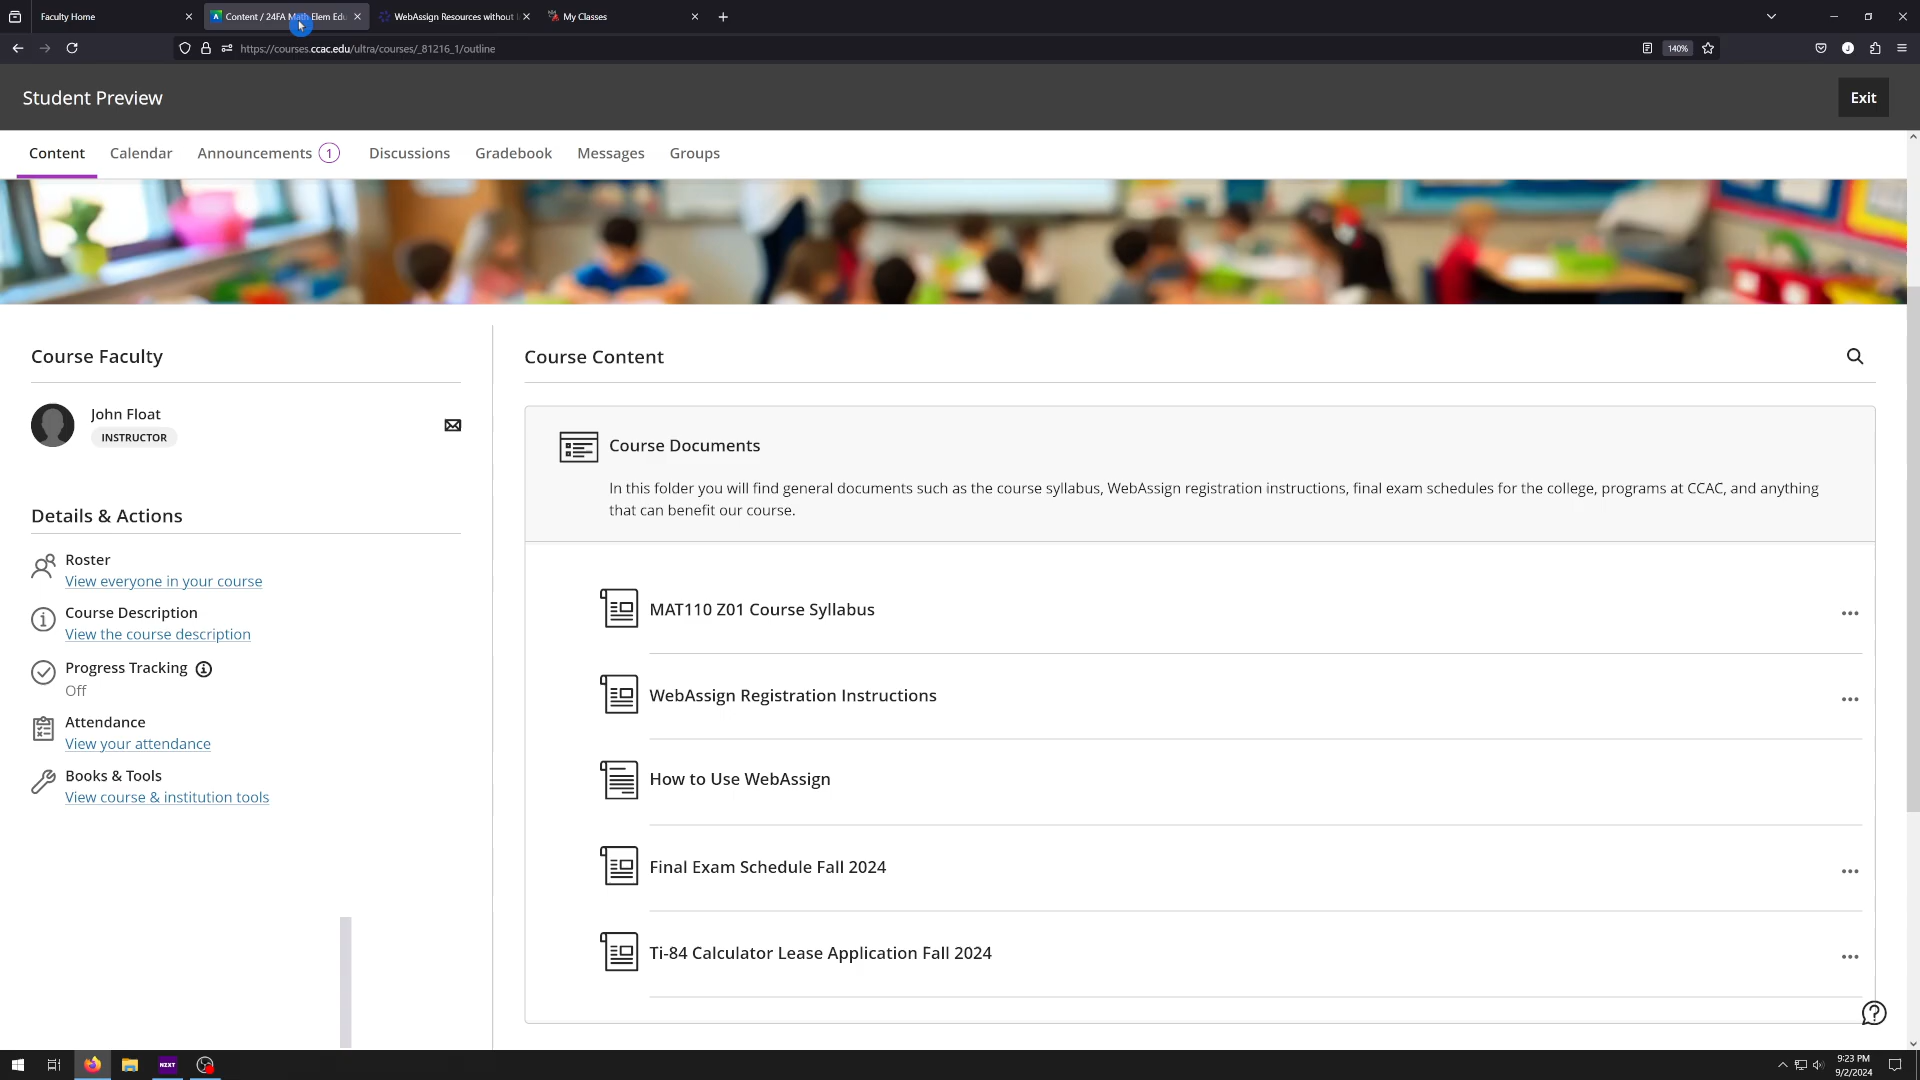 Faculty Home
Content / 24FA Math Elem Edu
WebAssign Resources without
My Classes
https://courses.ccac.edu/ultra/courses/_81216_1/outline
140%
Student Preview
Exit
Content
Calendar
Announcements 1
Discussions
Gradebook
Messages
Groups
Course Faculty
John Float
INSTRUCTOR
Details & Actions
Roster
View everyone in your course
Course Description
View the course description
Progress Tracking
Off
Attendance
View your attendance
Books & Tools
View course & institution tools
Course Content
Course Documents
In this folder you will find general documents such as the course syllabus, WebAssign registration instructions, final exam schedules for the college, programs at CCAC, and anything
that can benefit our course.
MAT110 Z01 Course Syllabus
WebAssign Registration Instructions
How to Use WebAssign
Final Exam Schedule Fall 2024
Ti-84 Calculator Lease Application Fall 2024
NZXT
9:23 PM
9/2/2024